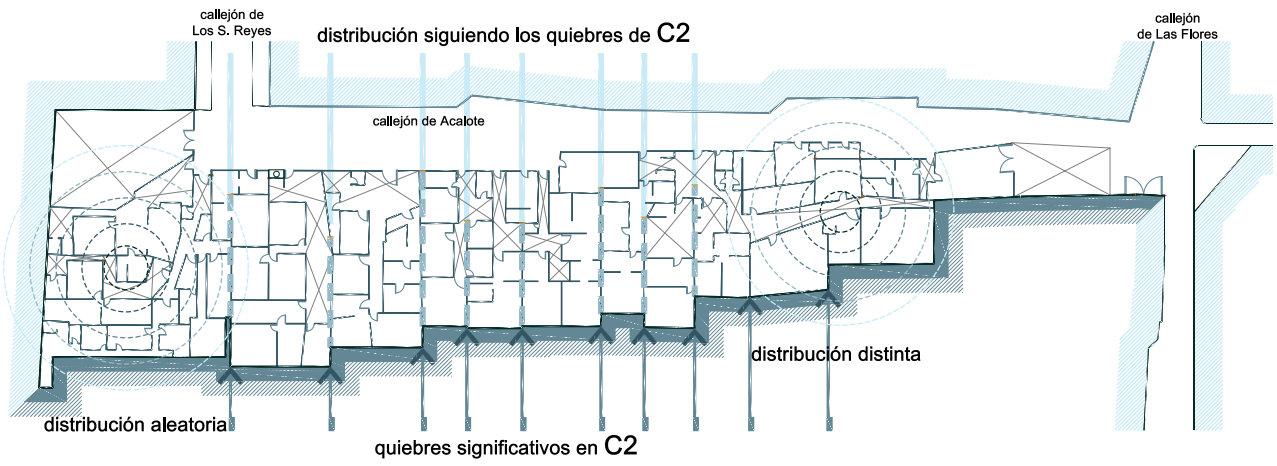 callejón de
Los S. Reyes
distribución siguiendo los quiebres de C2
callejón
de Las Flores
callejón de Acalote
distribución distinta
distribución aleatoria
quiebres significativos en C2